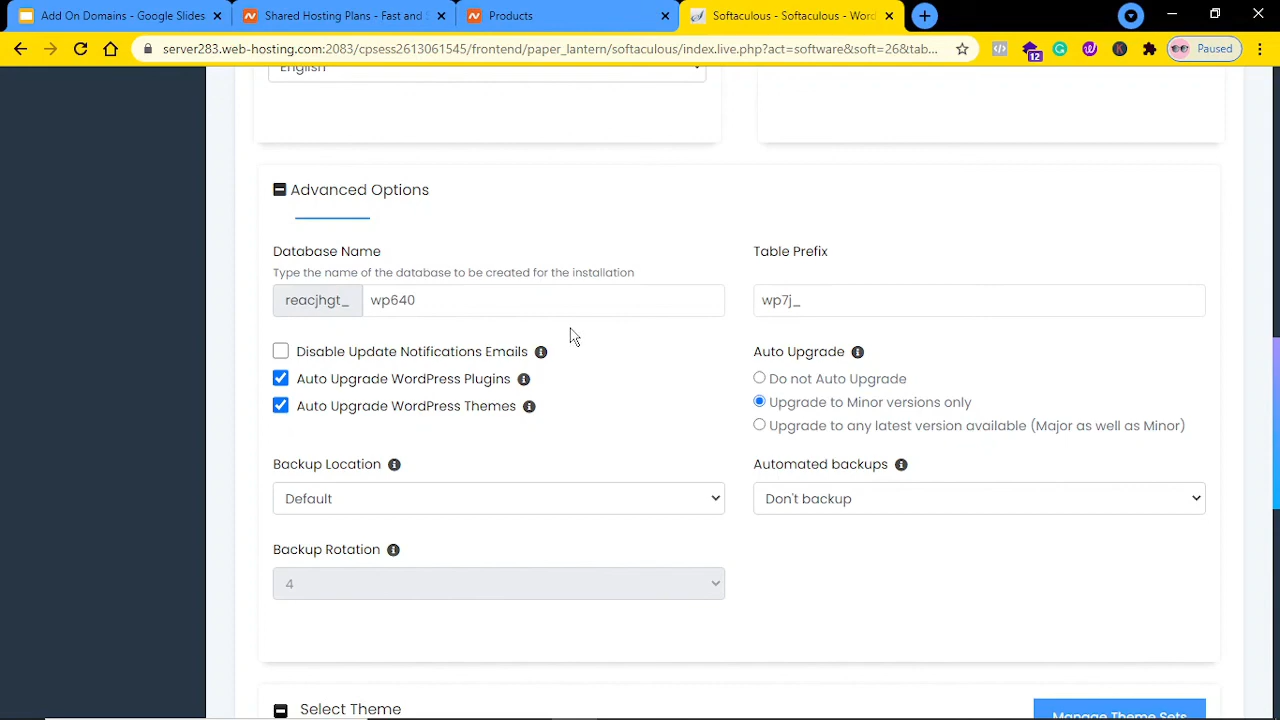 Add On Domains - Google Slides
Shared Hosting Plans - Fast and S
Products
Softaculous - Softaculous - Word
server283.web-hosting.com:2083/cpsess2613061545/frontend/paper_lantern/softaculous/index.live.php?act=software&soft=26&tab...
12
Paused
English
Advanced Options
Database Name
Table Prefix
Type the name of the database to be created for the installation
reacjhgt_
wp640
wp7j_
Disable Update Notifications Emails
Auto Upgrade
Auto Upgrade WordPress Plugins
Do not Auto Upgrade
Auto Upgrade WordPress Themes
Upgrade to Minor versions only
Upgrade to any latest version available (Major as well as Minor)
Backup Location
Automated backups
Default
Don't backup
Backup Rotation
4
Select Theme
Manage Theme Sets